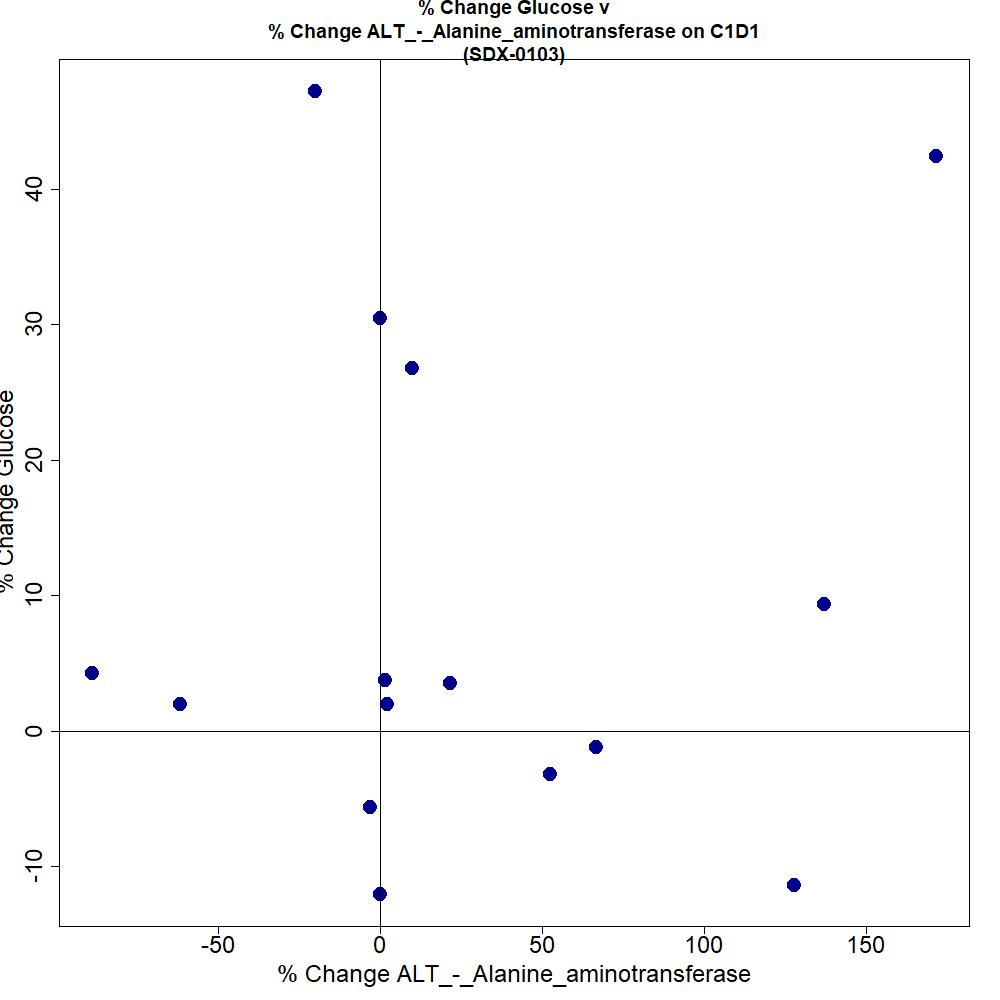 % Change Glucose v
% Change ALT_-_Alanine_aminotransferase on C1D1
(SDX-0103)
% Change Glucose
40
30
20
10
0
-10
-50
0
50
100
150
% Change ALT_-_Alanine_aminotransferase